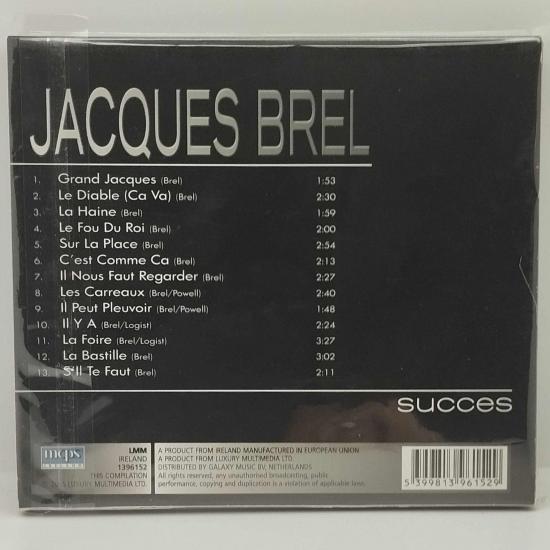 JACQUES BREL
1. Grand Jacques (Brel) 1:53
2. Le Diable (Ca Va) (Brel) 2:30
3. La Haine (Brel) 1:59
4. Le Fou Du Roi (Brel) 2:00
5. Sur La Place (Brel) 2:54
6. C'est Comme Ca (Brel) 2:13
7. Il Nous Faut Regarder (Brel) 2:27
8. Les Carreaux (Brel/Powell) 2:40
9. Il Peut Pleuvoir (Brel/Powell) 1:48
10. Il Y A (Brel/Logist) 2:24
11. La Foire (Brel/Logist) 3:27
12. La Bastille (Brel) 3:02
13. S'Il Te Faut (Brel) 2:11
succes
mcps
IRELAND
LMM
IRELAND
1396152
THIS COMPILATION
LUXURY MULTIMEDIA LTD.
A PRODUCT FROM IRELAND MANUFACTURED IN EUROPEAN UNION
A PRODUCT FROM LUXURY MULTIMEDIA LTD.
DISTRIBUTED BY GALAXY MUSIC BV, NETHERLANDS
All rights reserved, any unauthorised broadcasting, public
performance, copying and duplication is a violation of applicable laws.
5 399813 961529